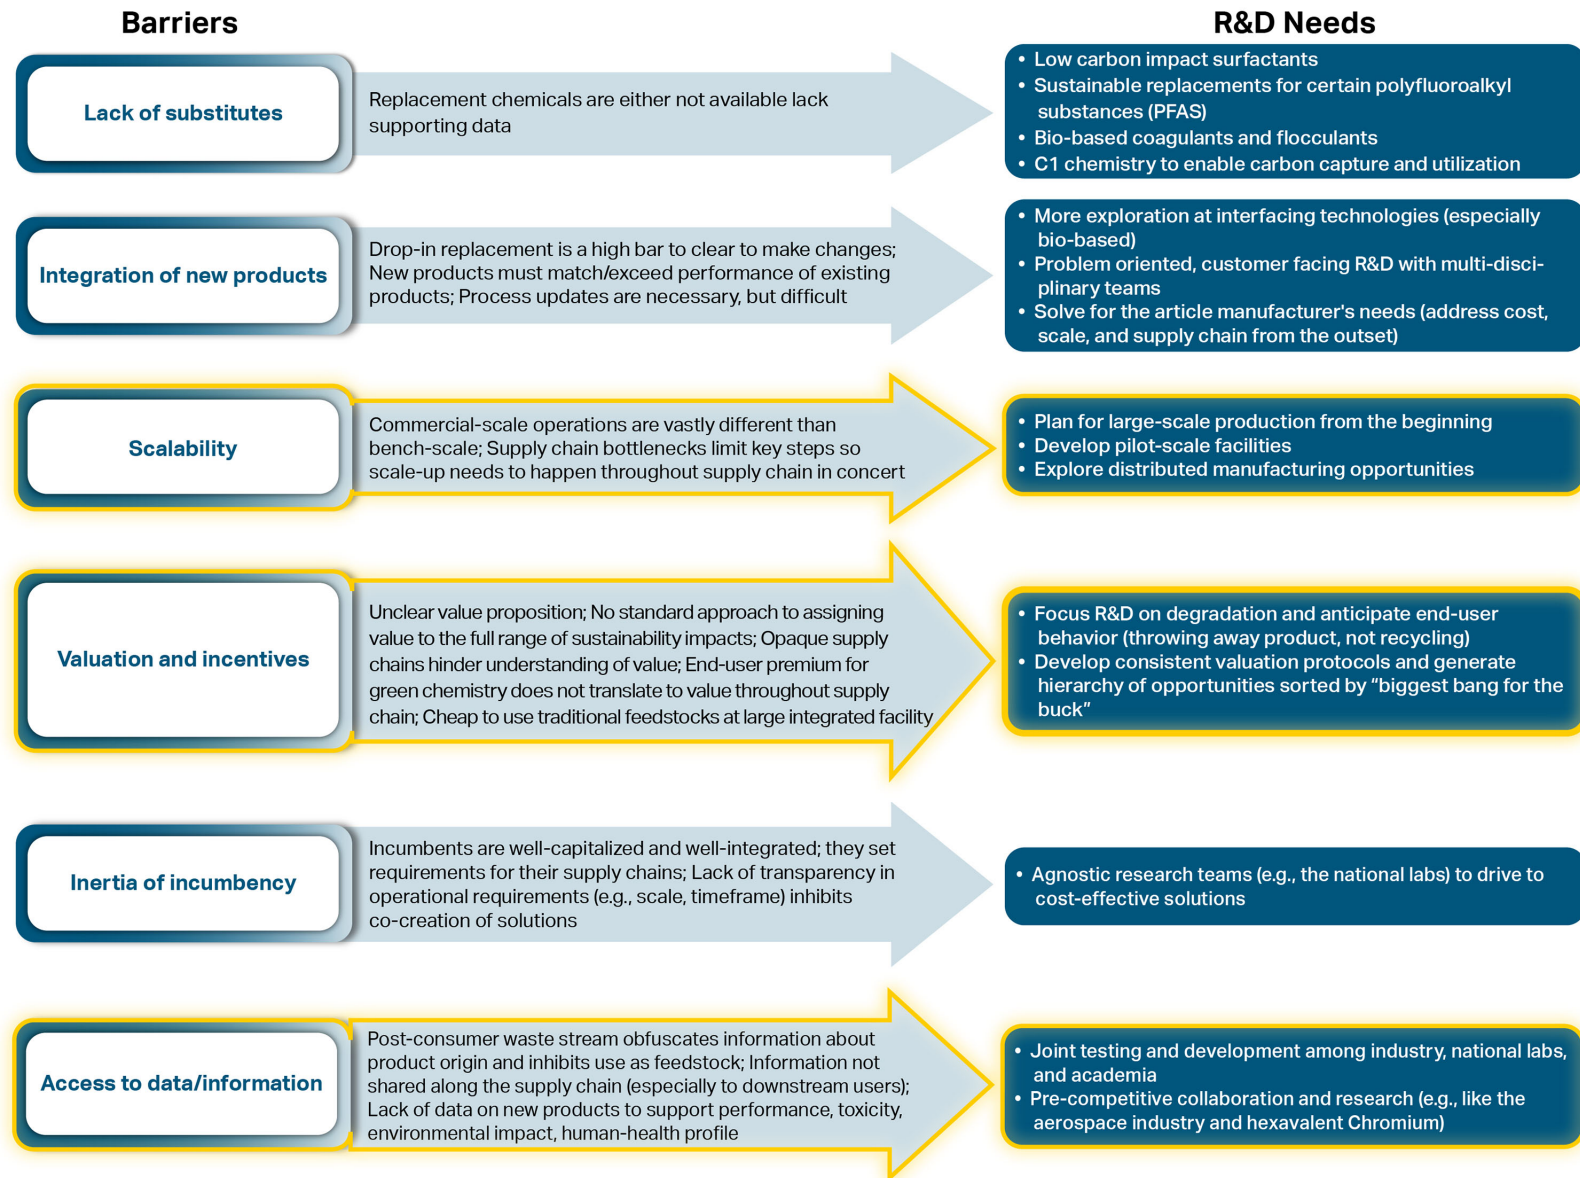 Barriers
R&D Needs
Lack of substitutes
Replacement chemicals are either not available lack
supporting data
• Low carbon impact surfactants
• Sustainable replacements for certain polyfluoroalkyl
substances (PFAS)
• Bio-based coagulants and flocculants
• C1 chemistry to enable carbon capture and utilization
Integration of new products
Drop-in replacement is a high bar to clear to make changes;
New products must match/exceed performance of existing
products; Process updates are necessary, but difficult
• More exploration at interfacing technologies (especially
bio-based)
• Problem oriented, customer facing R&D with multi-disci-
plinary teams
• Solve for the article manufacturer's needs (address cost,
scale, and supply chain from the outset)
Scalability
Commercial-scale operations are vastly different than
bench-scale; Supply chain bottlenecks limit key steps so
scale-up needs to happen throughout supply chain in concert
• Plan for large-scale production from the beginning
• Develop pilot-scale facilities
• Explore distributed manufacturing opportunities
Valuation and incentives
Unclear value proposition; No standard approach to assigning
value to the full range of sustainability impacts; Opaque supply
chains hinder understanding of value; End-user premium for
green chemistry does not translate to value throughout supply
chain; Cheap to use traditional feedstocks at large integrated facility
• Focus R&D on degradation and anticipate end-user
behavior (throwing away product, not recycling)
• Develop consistent valuation protocols and generate
hierarchy of opportunities sorted by “biggest bang for the
buck”
Inertia of incumbency
Incumbents are well-capitalized and well-integrated; they set
requirements for their supply chains; Lack of transparency in
operational requirements (e.g., scale, timeframe) inhibits
co-creation of solutions
• Agnostic research teams (e.g., the national labs) to drive to
cost-effective solutions
Access to data/information
Post-consumer waste stream obfuscates information about
product origin and inhibits use as feedstock; Information not
shared along the supply chain (especially to downstream users);
Lack of data on new products to support performance, toxicity,
environmental impact, human-health profile
• Joint testing and development among industry, national labs,
and academia
• Pre-competitive collaboration and research (e.g., like the
aerospace industry and hexavalent Chromium)